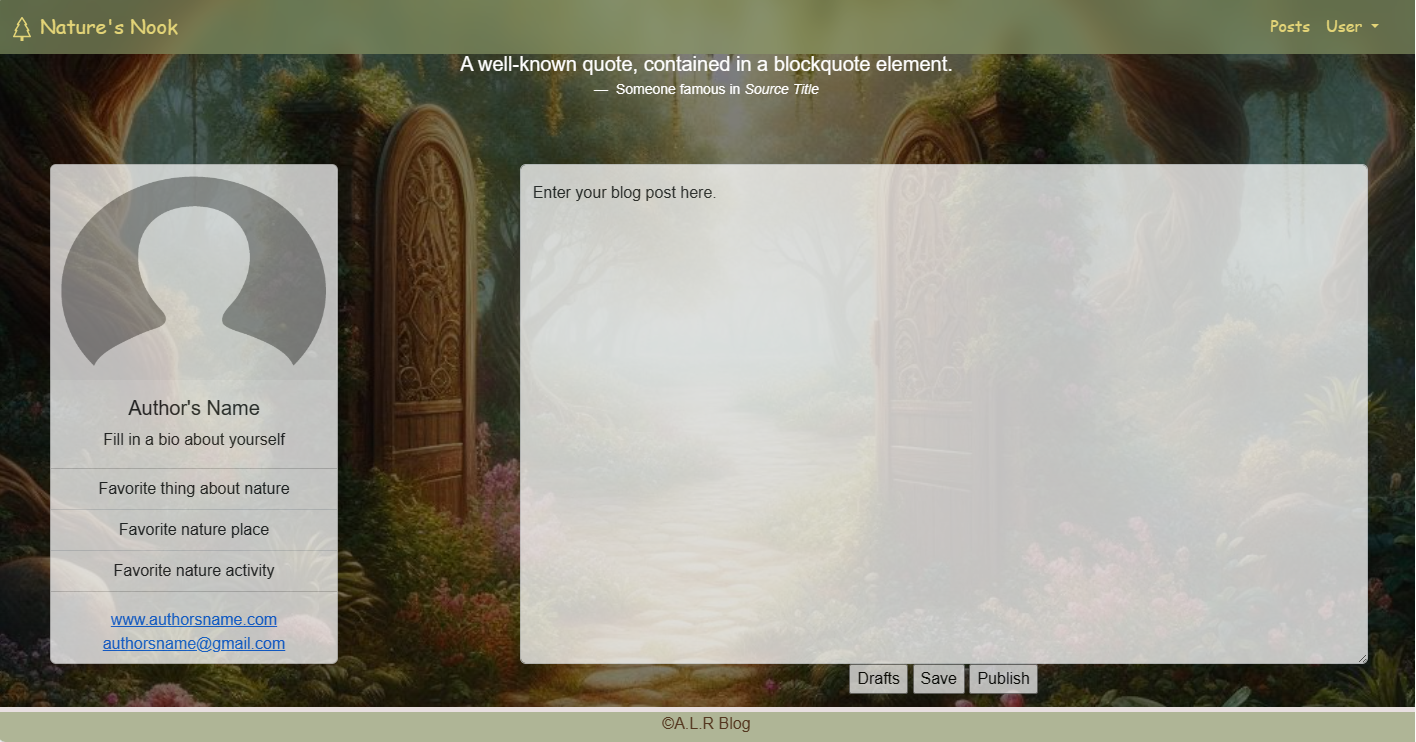 Nature's Nook
Posts User
A well-known quote, contained in a blockquote element.
— Someone famous in Source Title
Author's Name
Fill in a bio about yourself
Favorite thing about nature
Favorite nature place
Favorite nature activity
www.authorsname.com
authorsname@gmail.com
Enter your blog post here.
Drafts Save Publish
©A.L.R Blog